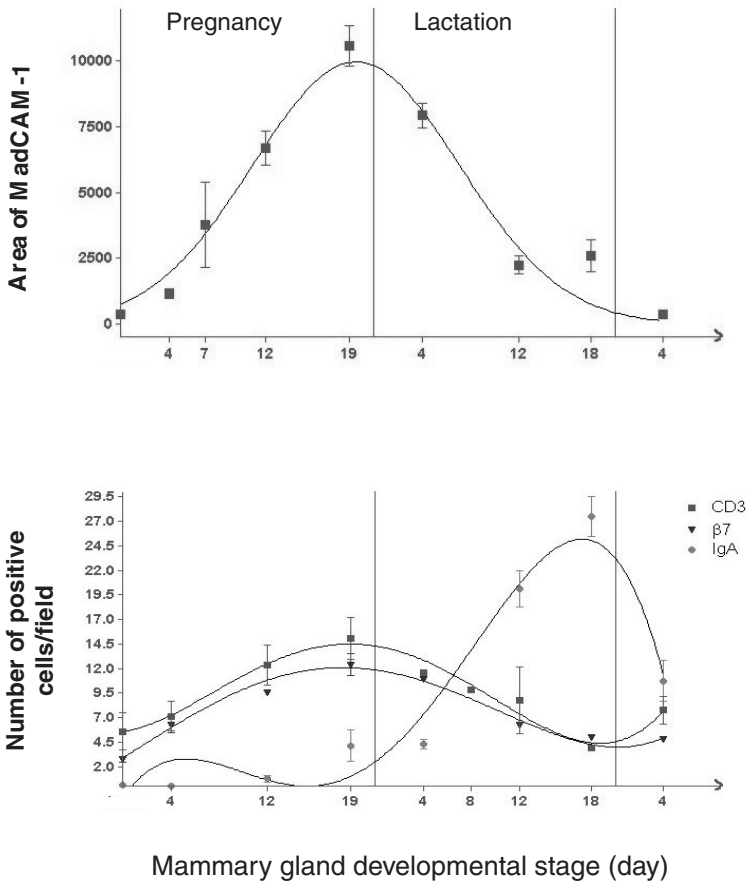 Pregnancy
Lactation
Area of MadCAM-1
10000
7500
5000
2500
0
4 7 12 19 4 12 18 4
Number of positive
cells/field
29.5
27.0
24.5
22.0
19.5
17.0
14.5
12.0
9.5
7.0
4.5
2.0
CD3
β7
IgA
4 12 19 4 8 12 18 4
Mammary gland developmental stage (day)